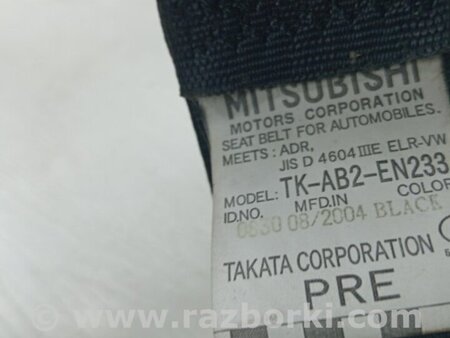 MITSUBISHI
MOTORS CORPORATION
SEAT BELT FOR AUTOMOBILES.
MEETS: ADR,
JIS D 4604 IIIE ELR-VW
MODEL: TK-AB2-EN233
ID.NO. MFD.IN COLOR
0830 08/2004 BLACK
TAKATA CORPORATION
PRE
www.razborki.com